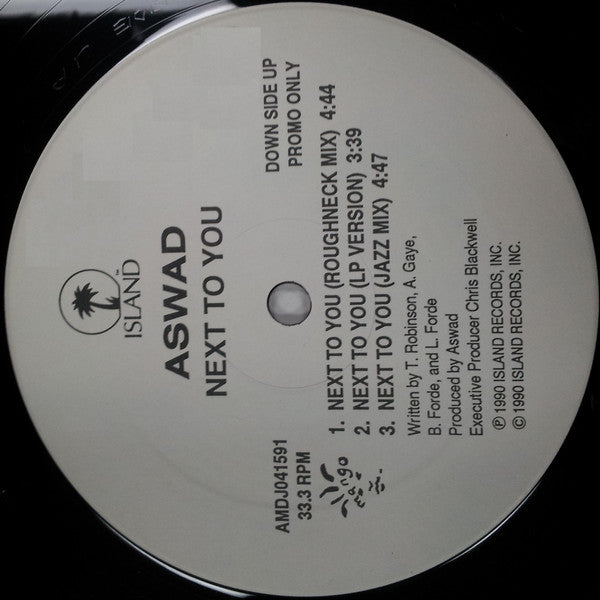 ISLAND™
ASWAD
NEXT TO YOU
AMDJ041591
33.3 RPM
DOWN SIDE UP
PROMO ONLY
mango
1. NEXT TO YOU (ROUGHNECK MIX) 4:44
2. NEXT TO YOU (LP VERSION) 3:39
3. NEXT TO YOU (JAZZ MIX) 4:47
Written by T. Robinson, A. Gaye,
B. Forde, and L. Forde
Produced by Aswad
Executive Producer Chris Blackwell
℗ 1990 ISLAND RECORDS, INC.
© 1990 ISLAND RECORDS, INC.